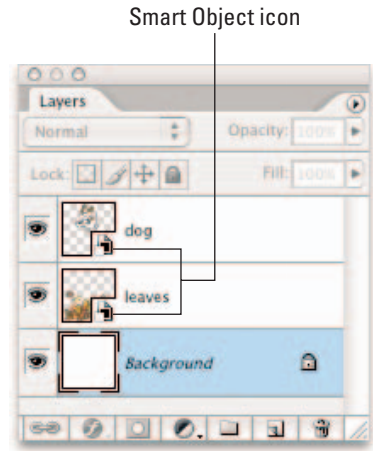 Smart Object icon
Layers
Normal Opacity: 100%
Lock: Fill: 100%
dog
leaves
Background